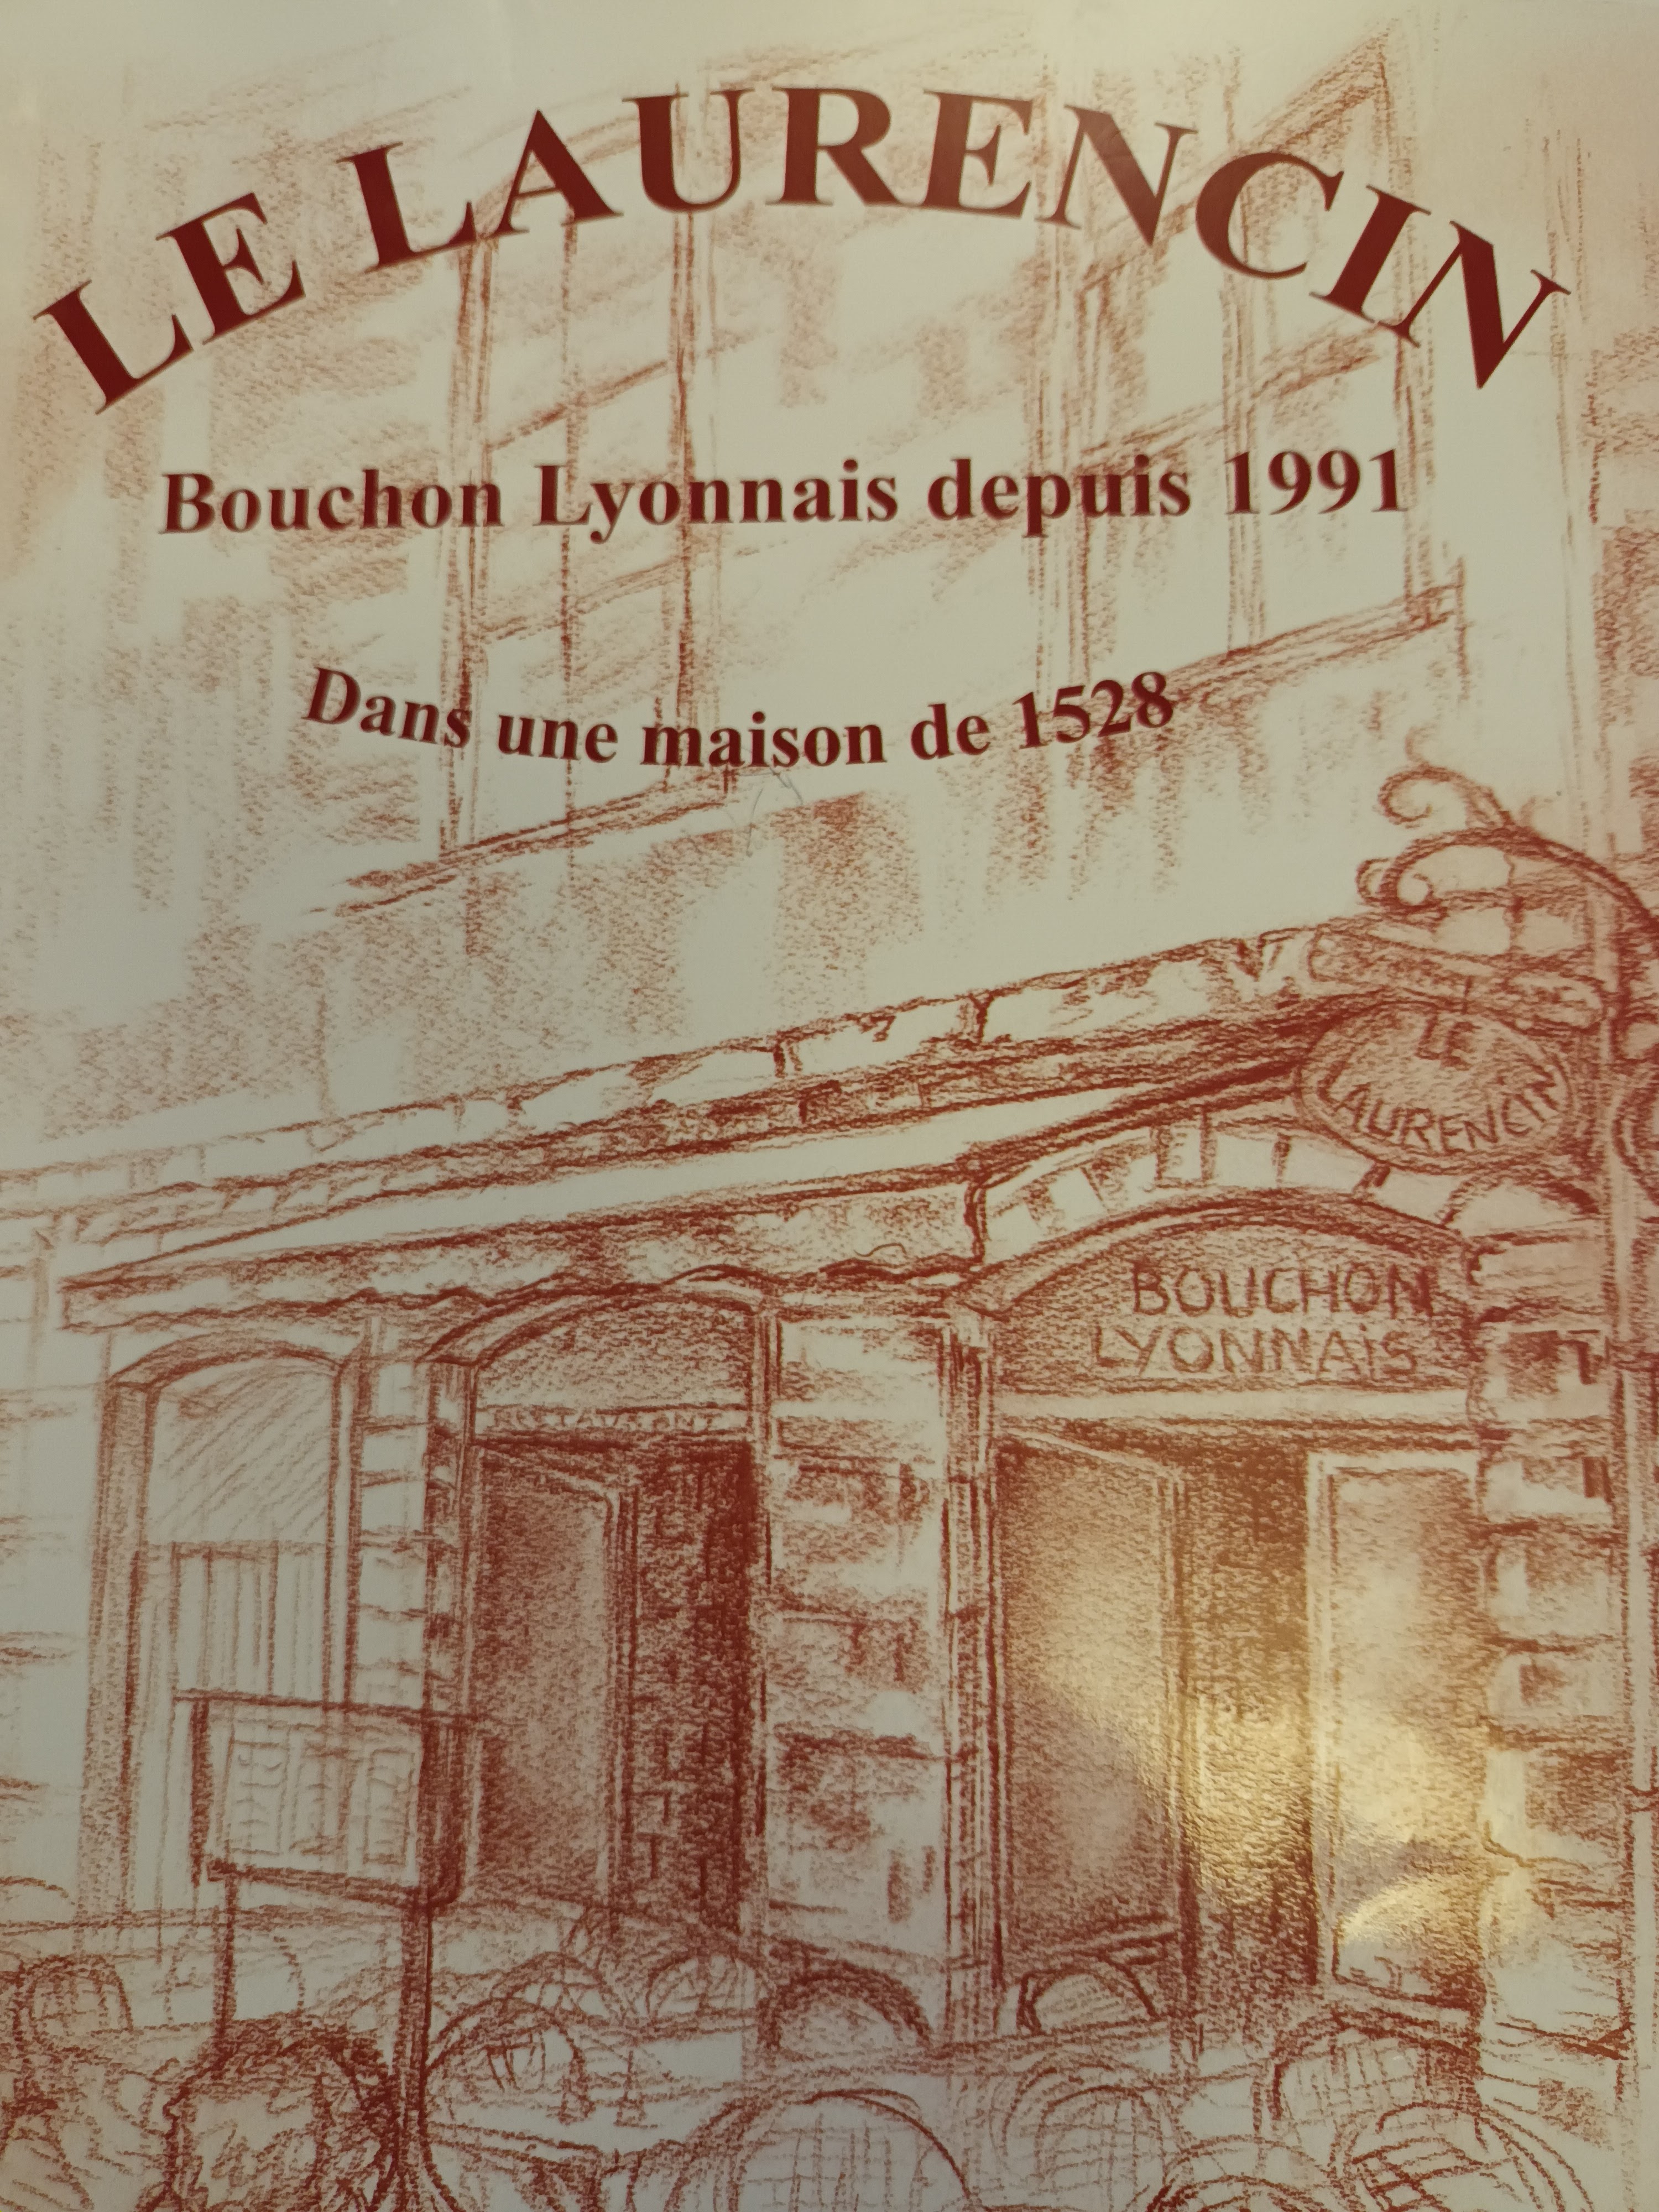 LE LAURENCIN
Bouchon Lyonnais depuis 1991
Dans une maison de 1528
LE
LAURENCIN
BOUCHON
LYONNAiS